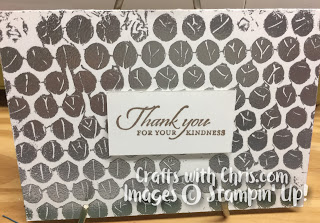 Thank you
FOR YOUR KINDNESS
Crafts with Chris.com
Images © Stampin Up!